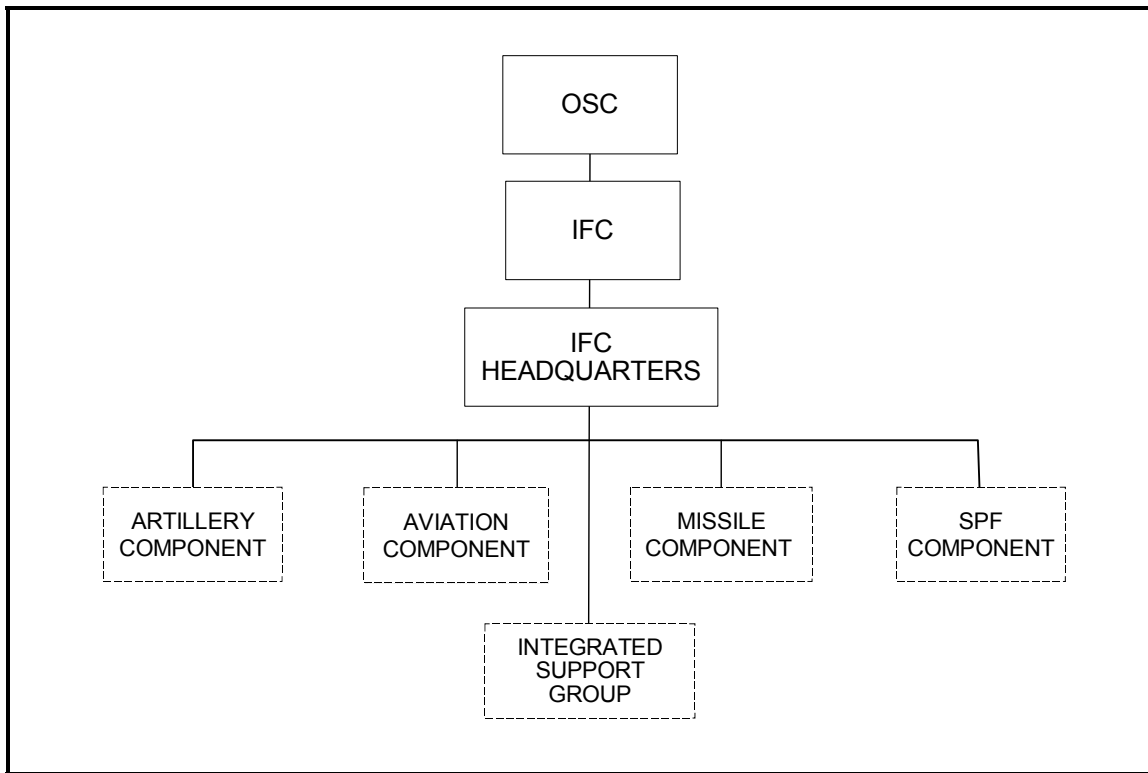 OSC
IFC
IFC
HEADQUARTERS
ARTILLERY
COMPONENT
AVIATION
COMPONENT
MISSILE
COMPONENT
SPF
COMPONENT
INTEGRATED
SUPPORT
GROUP